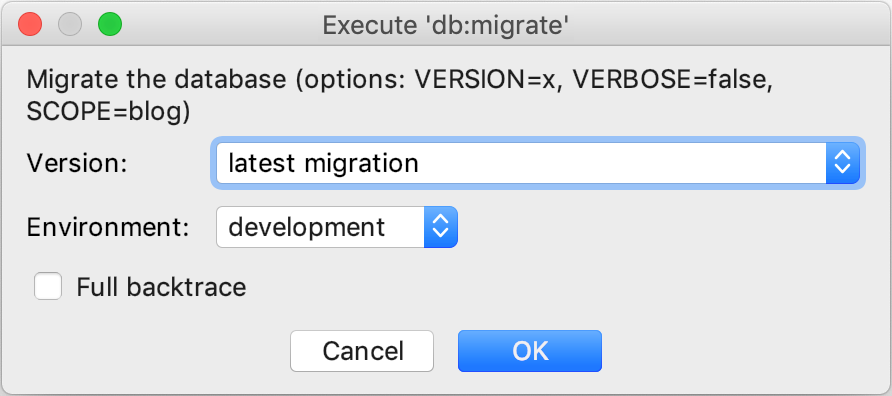 Execute 'db:migrate'
Migrate the database (options: VERSION=x, VERBOSE=false,
SCOPE=blog)
Version: latest migration
Environment: development
Full backtrace
Cancel OK